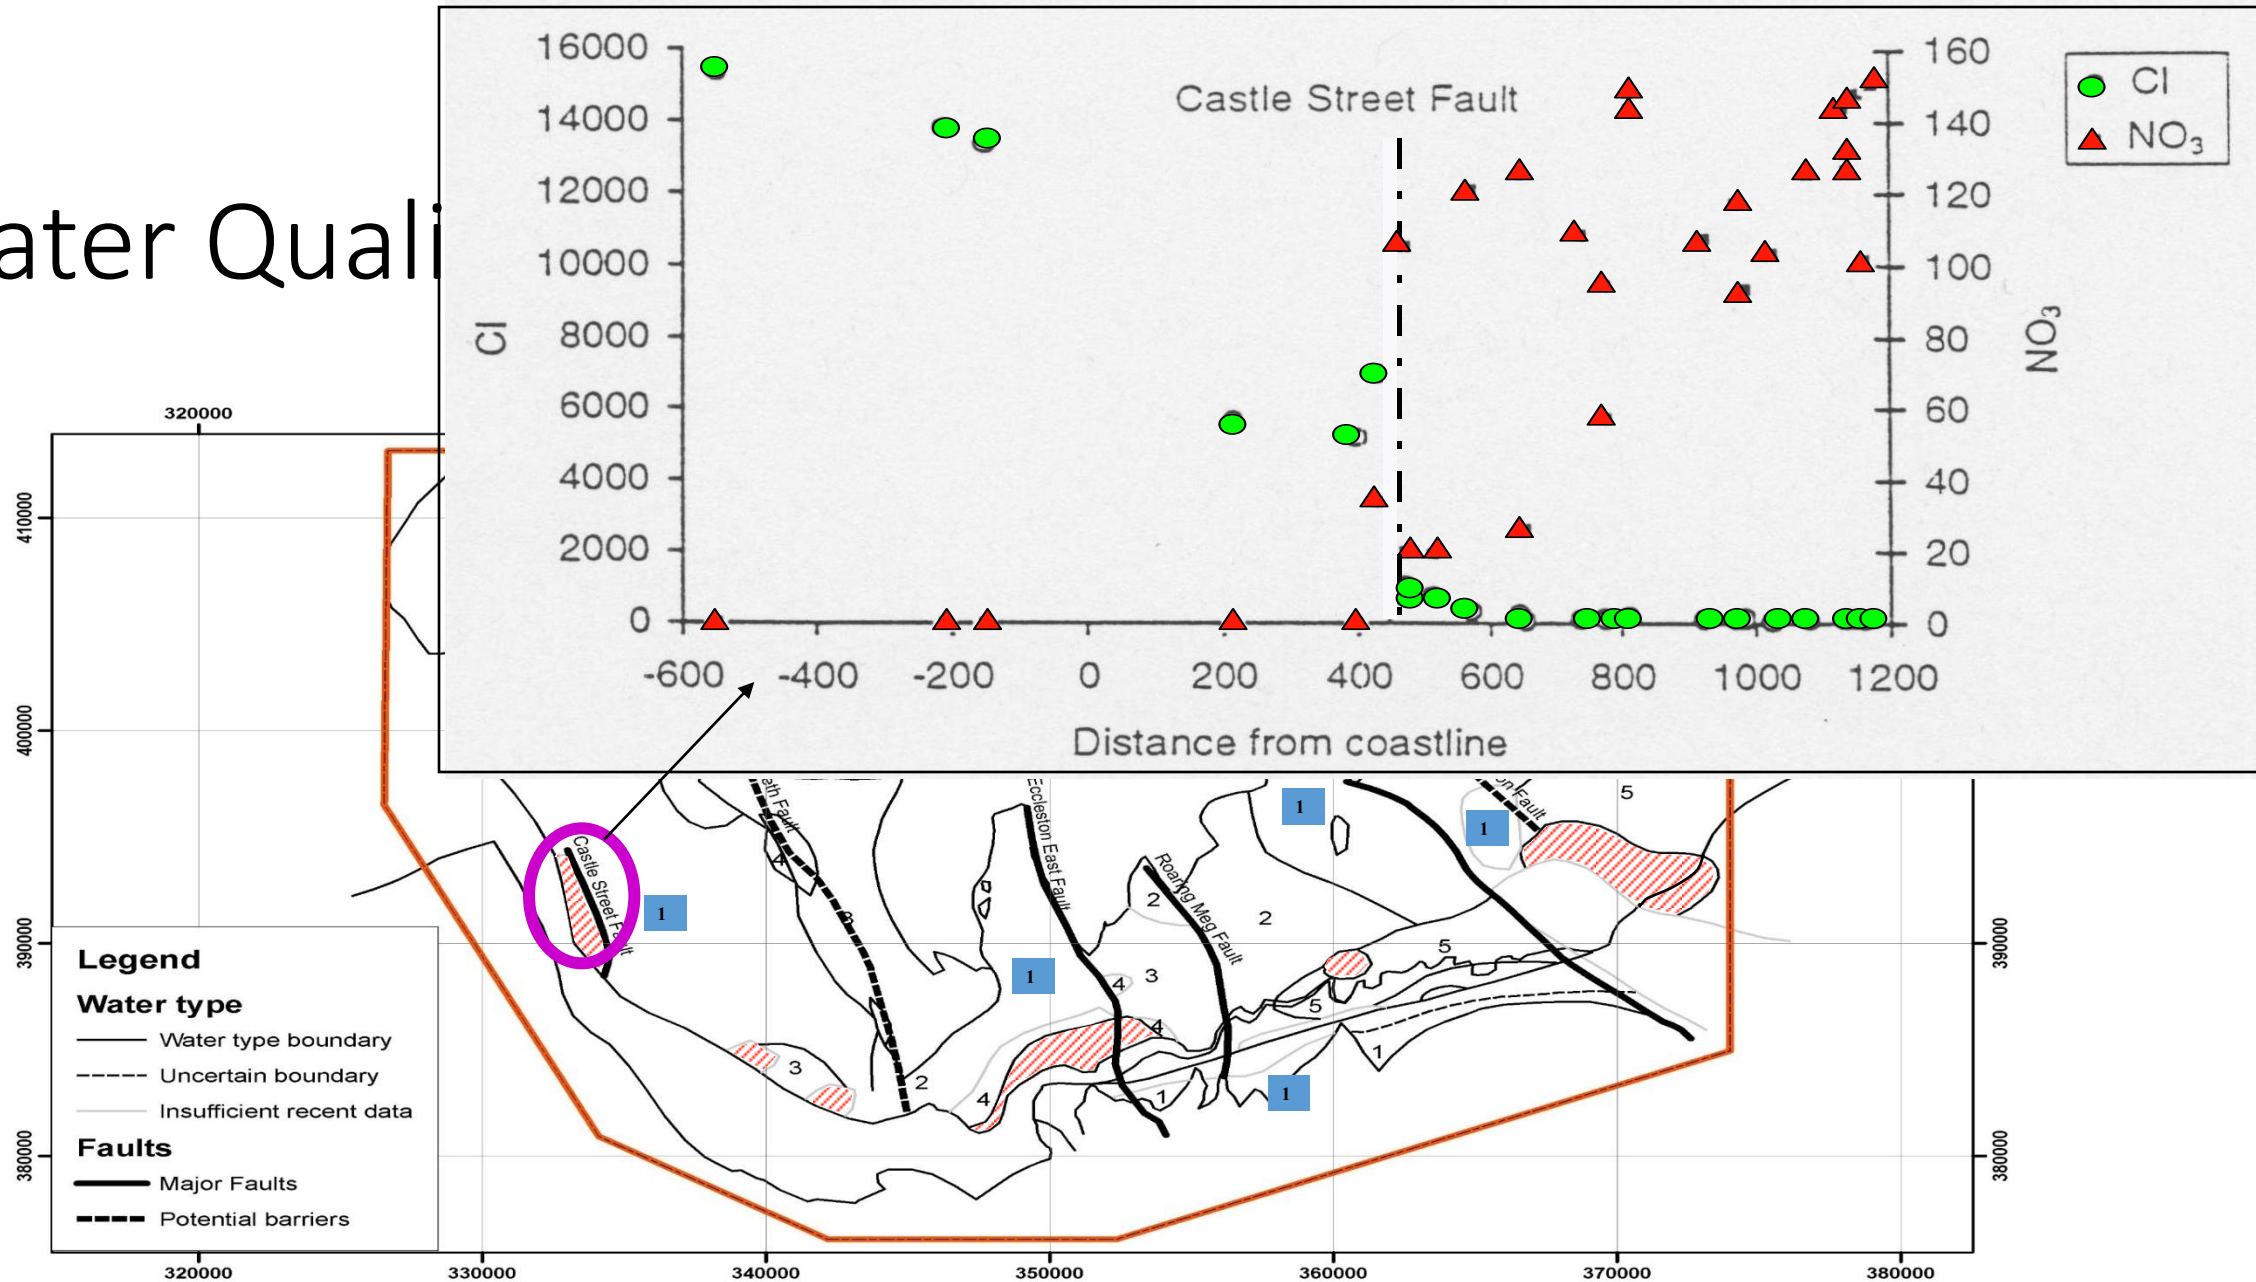 ater Quali
16000
14000
12000
10000
8000
6000
4000
2000
0
Cl
Castle Street Fault
160
140
120
100
80
60
40
20
0
NO3
Cl
NO3
-600 -400 -200 0 200 400 600 800 1000 1200
Distance from coastline
320000
410000
400000
390000
380000
Castle Street Fault
1
eth Fault
4
3
Eccleston East Fault
Roaring Meg Fault
on Fault
5
1
1
2
2
1
4
3
5
5
4
1
3
2
4
1
1
390000
380000
Legend
Water type
Water type boundary
Uncertain boundary
Insufficient recent data
Faults
Major Faults
Potential barriers
320000 330000 340000 350000 360000 370000 380000